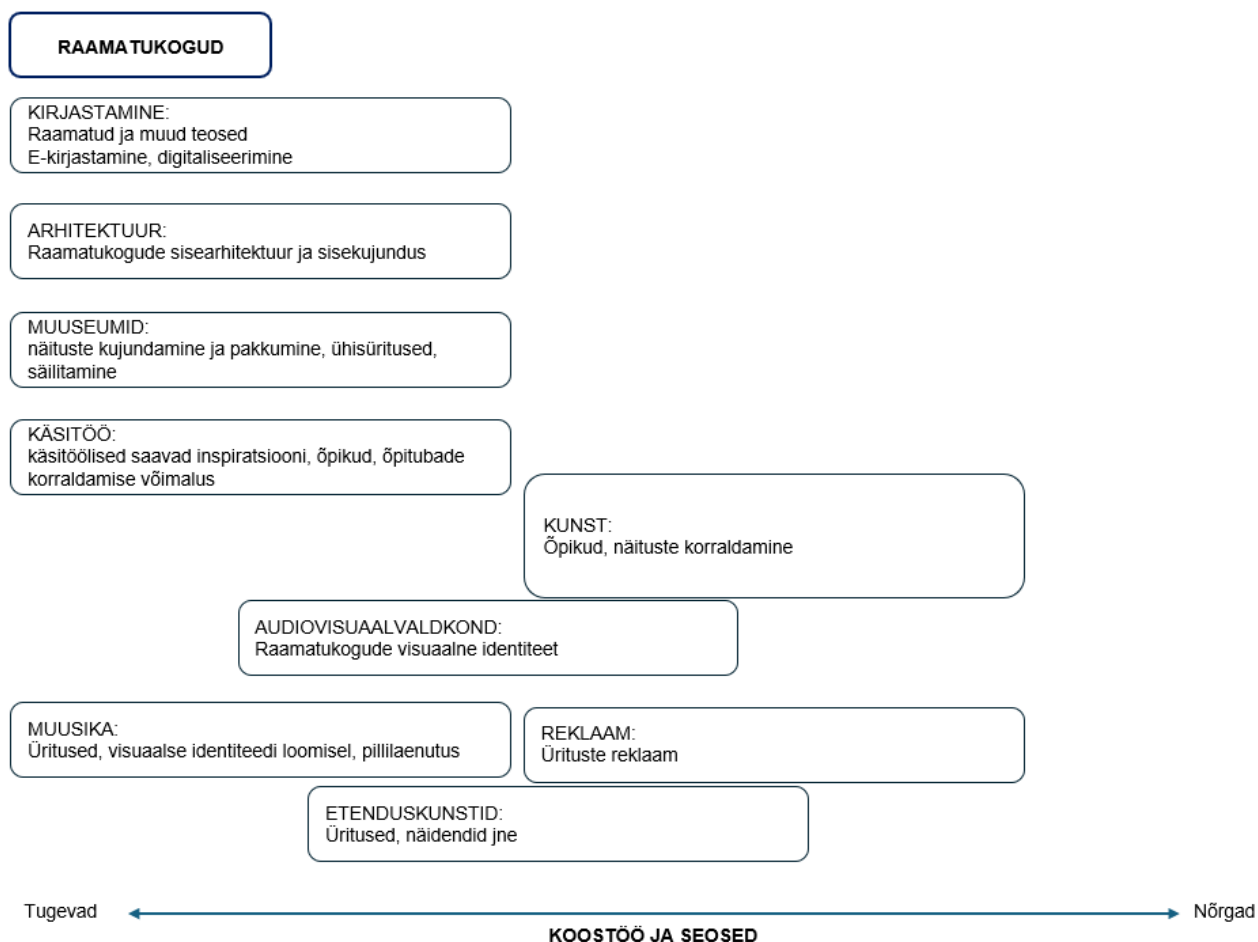 RAAMATUKOGUD
KIRJASTAMINE:
Raamatud ja muud teosed
E-kirjastamine, digitaliseerimine
ARHITEKTUUR:
Raamatukogude sisearhitektuur ja sisekujundus
MUUSEUMID:
näituste kujundamine ja pakkumine, ühisüritused,
säilitamine
KÄSITÖÖ:
käsitöölised saavad inspiratsiooni, õpikud, õpitubade
korraldamise võimalus
KUNST:
Õpikud, näituste korraldamine
AUDIOVISUAALVALDKOND:
Raamatukogude visuaalne identiteet
MUUSIKA:
Üritused, visuaalse identiteedi loomisel, pillilaenutus
REKLAAM:
Ürituste reklaam
ETENDUSKUNSTID:
Üritused, näidendid jne
Tugevad
Nõrgad
KOOSTÖÖ JA SEOSED